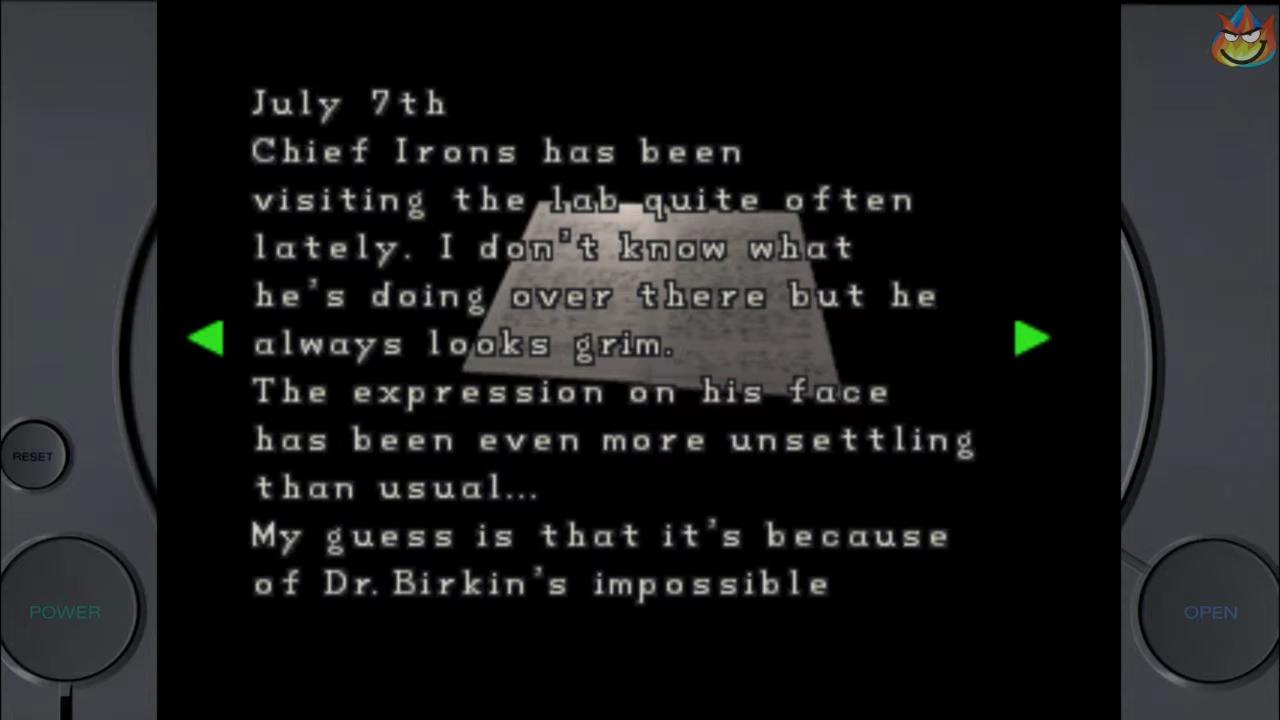 July 7th
Chief Irons has been
visiting the lab quite often
lately. I don't know what
he's doing over there but he
always looks grim.
The expression on his face
has been even more unsettling
than usual...
My guess is that it's because
of Dr.Birkin's impossible
RESET
POWER
OPEN